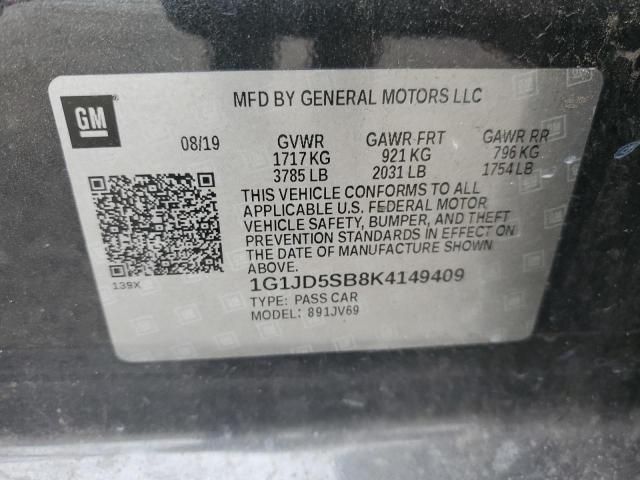 GM
MFD BY GENERAL MOTORS LLC
08/19 GVWR GAWR FRT GAWR RR
1717 KG 921 KG 796 KG
3785 LB 2031 LB 1754 LB
THIS VEHICLE CONFORMS TO ALL
APPLICABLE U.S. FEDERAL MOTOR
VEHICLE SAFETY, BUMPER, AND THEFT
PREVENTION STANDARDS IN EFFECT ON
THE DATE OF MANUFACTURE SHOWN
ABOVE.
139X
1G1JD5SB8K4149409
TYPE: PASS CAR
MODEL: 891JV69